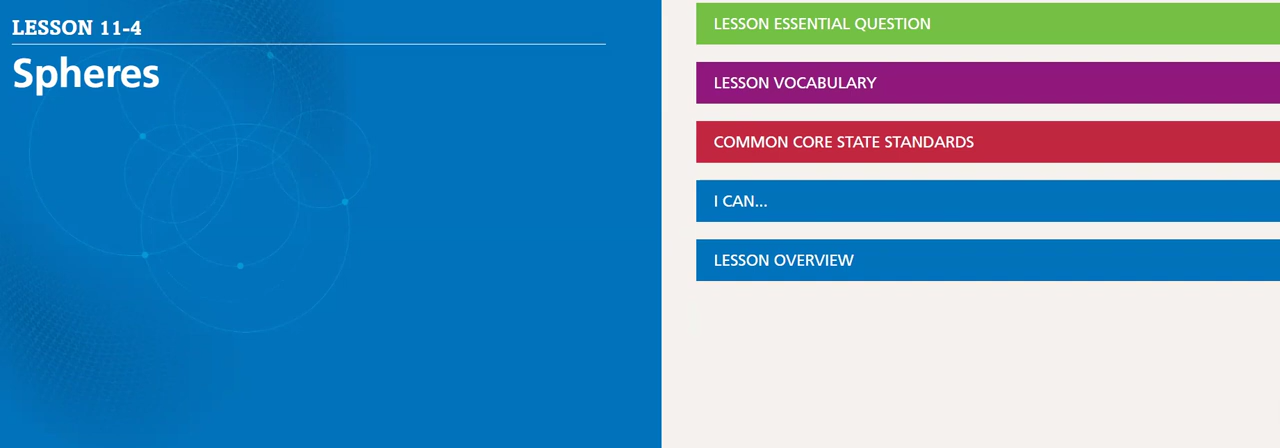 LESSON 11-4
Spheres
LESSON ESSENTIAL QUESTION
LESSON VOCABULARY
COMMON CORE STATE STANDARDS
I CAN...
LESSON OVERVIEW